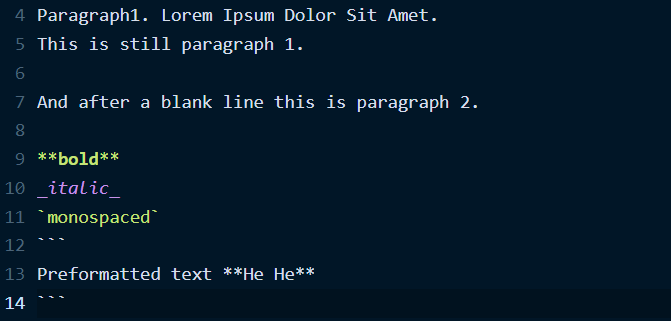 4 Paragraph1. Lorem Ipsum Dolor Sit Amet.
5 This is still paragraph 1.
6
7 And after a blank line this is paragraph 2.
8
9 **bold**
10 _italic_
11 `monospaced`
12 ```
13 Preformatted text **He He**
14 ```